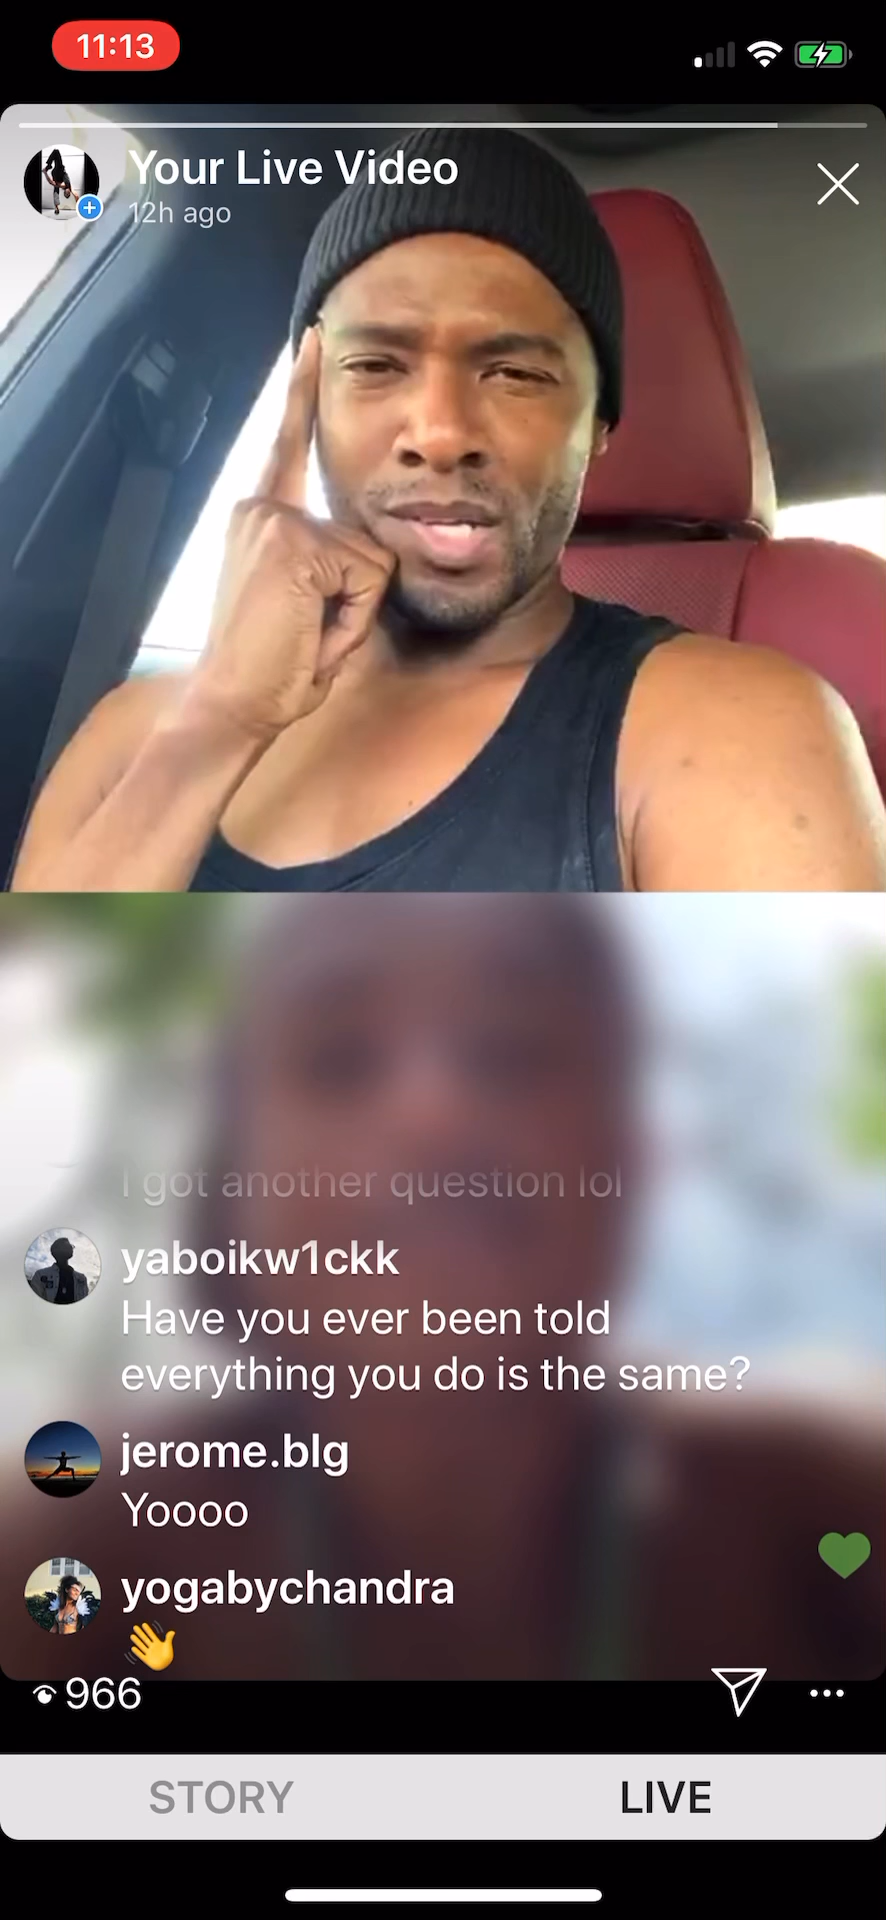 11:13
Your Live Video
12h ago
I got another question lol
yaboikw1ckk
Have you ever been told
everything you do is the same?
jerome.blg
Yoooo
yogabychandra
966
STORY
LIVE